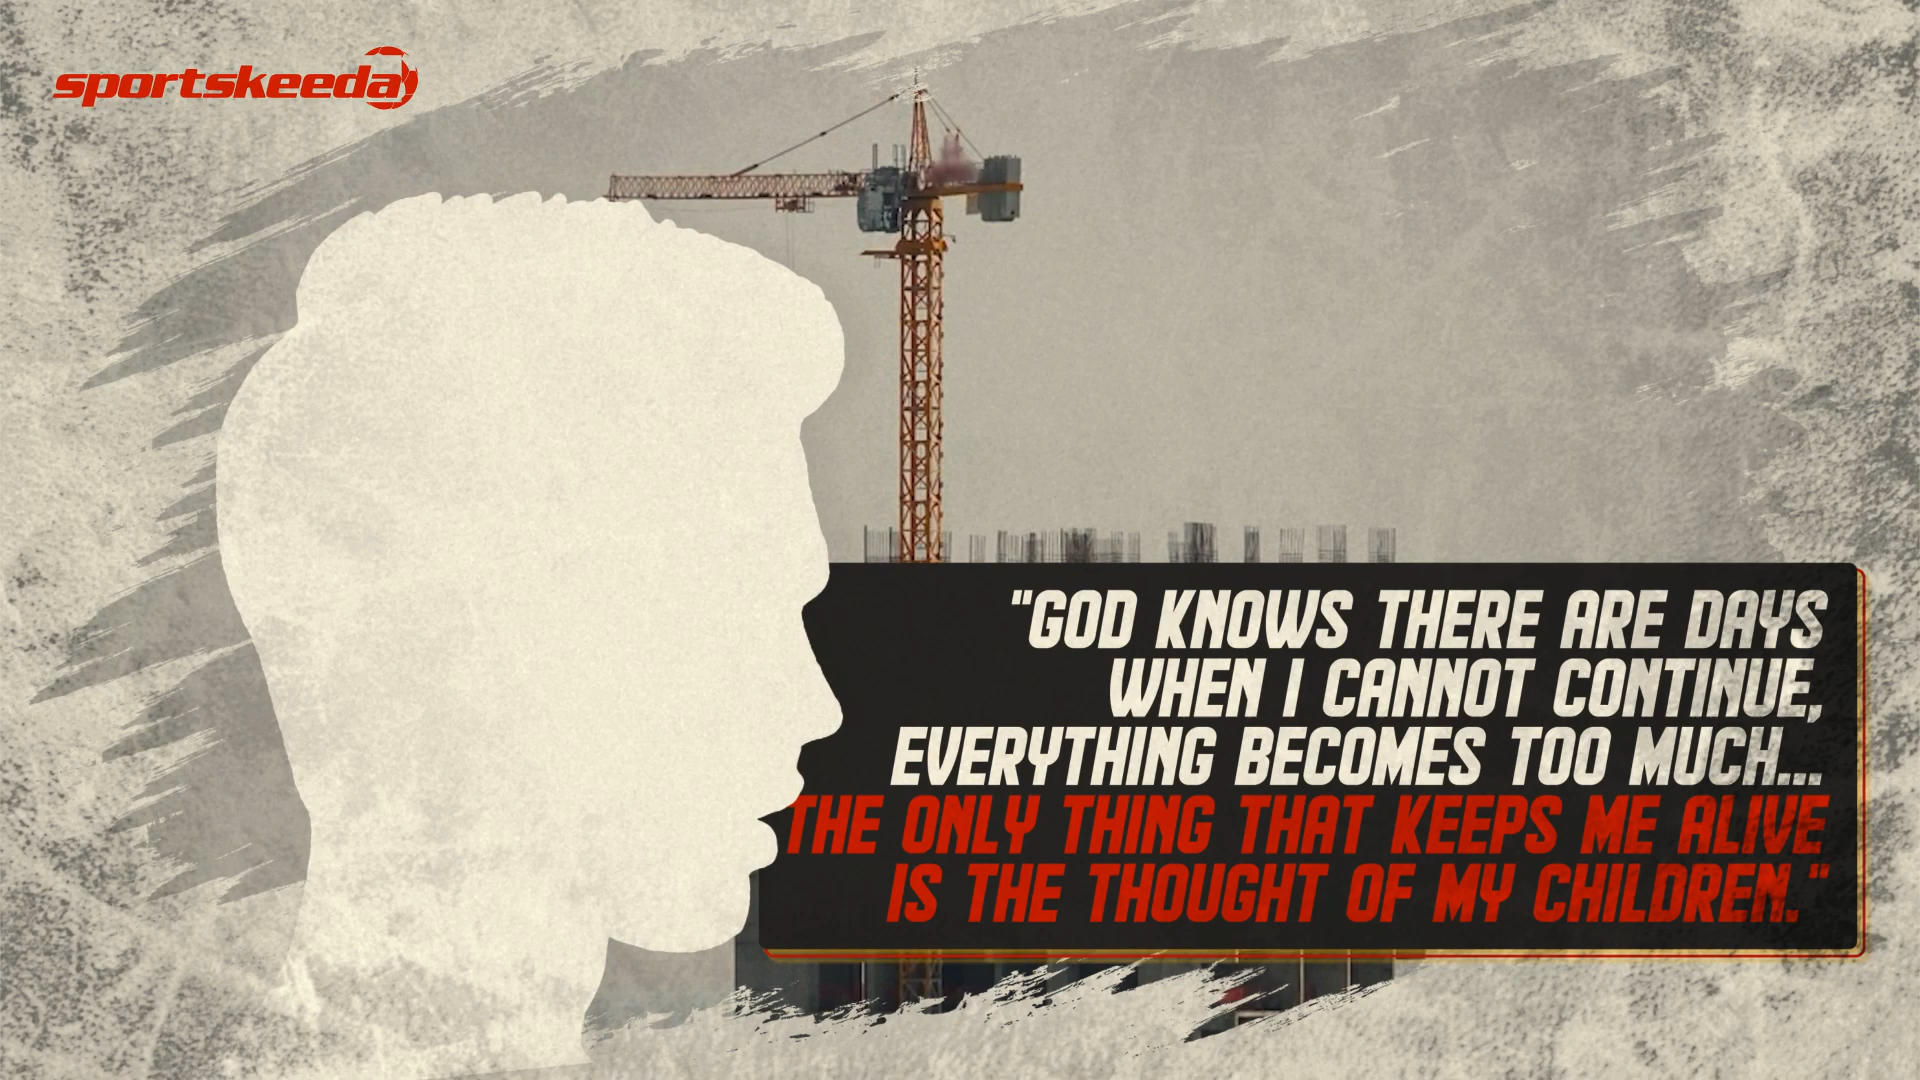 sportskeeda
"GOD KNOWS THERE ARE DAYS
WHEN I CANNOT CONTINUE,
EVERYTHING BECOMES TOO MUCH...
THE ONLY THING THAT KEEPS ME ALIVE
IS THE THOUGHT OF MY CHILDREN."